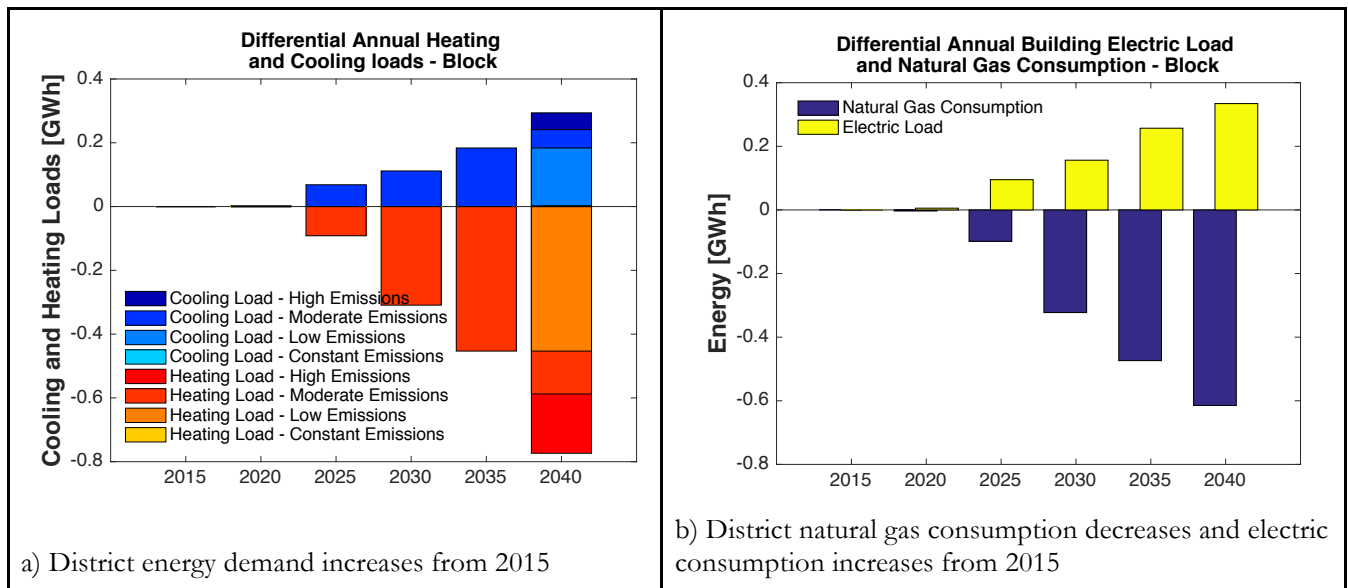 Differential Annual Heating
and Cooling loads - Block
Cooling and Heating Loads [GWh]
0.4
0.2
0
-0.2
-0.4
-0.6
-0.8
Cooling Load - High Emissions
Cooling Load - Moderate Emissions
Cooling Load - Low Emissions
Cooling Load - Constant Emissions
Heating Load - High Emissions
Heating Load - Moderate Emissions
Heating Load - Low Emissions
Heating Load - Constant Emissions
2015 2020 2025 2030 2035 2040
a) District energy demand increases from 2015
Differential Annual Building Electric Load
and Natural Gas Consumption - Block
Energy [GWh]
0.4
0.2
0
-0.2
-0.4
-0.6
-0.8
Natural Gas Consumption
Electric Load
2015 2020 2025 2030 2035 2040
b) District natural gas consumption decreases and electric
consumption increases from 2015